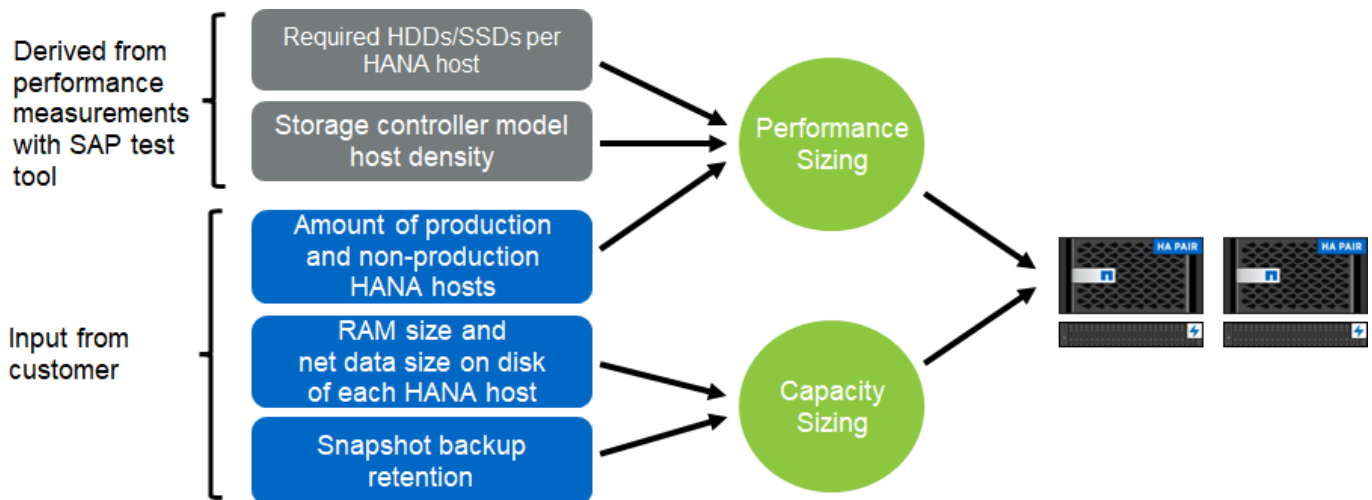 Derived from
performance
measurements
with SAP test
tool
Required HDDs/SSDs per
HANA host
Storage controller model
host density
Performance
Sizing
Input from
customer
Amount of production
and non-production
HANA hosts
RAM size and
net data size on disk
of each HANA host
Snapshot backup
retention
Capacity
Sizing
HA PAIR
HA PAIR